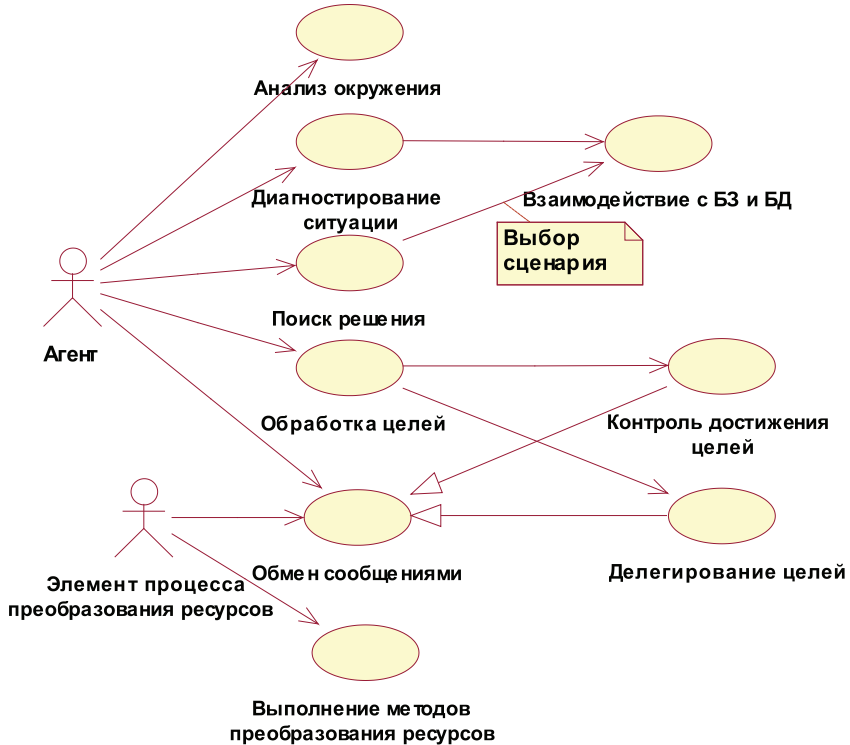 Анализ окружения
Диагностирование
ситуации
Взаимодействие с БЗ и БД
Выбор
сценария
Поиск решения
Агент
Обработка целей
Контроль достижения
целей
Обмен сообщениями
Делегирование целей
Элемент процесса
преобразования ресурсов
Выполнение методов
преобразования ресурсов